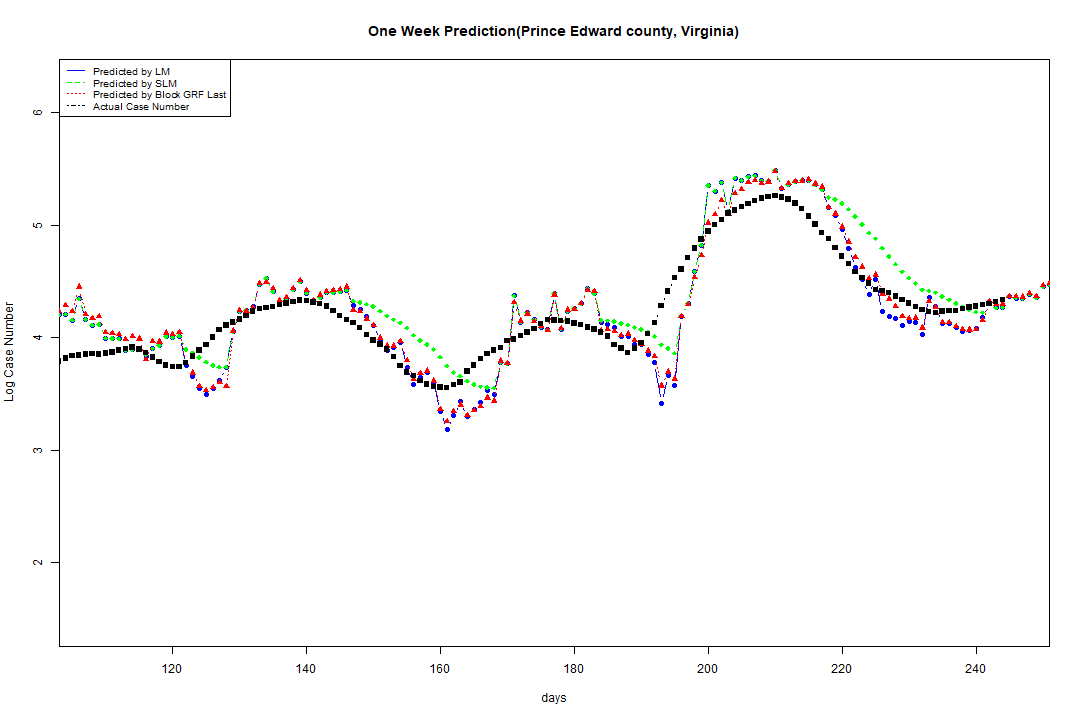 One Week Prediction(Prince Edward county, Virginia)
Predicted by LM
Predicted by SLM
Predicted by Block GRF Last
Actual Case Number
6
5
4
3
2
Log Case Number
120 140 160 180 200 220 240
days